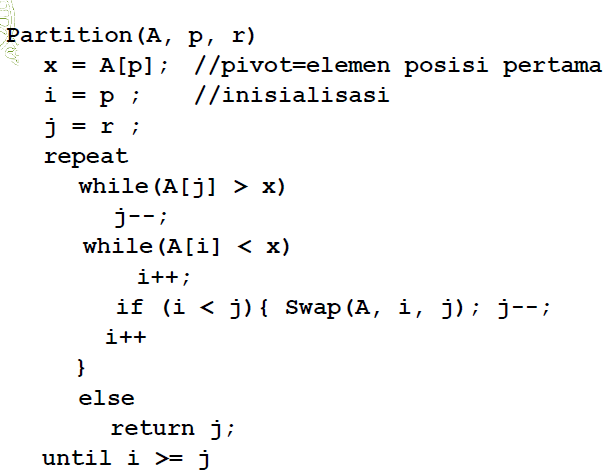 Partition(A, p, r)
x = A[p]; //pivot=elemen posisi pertama
i = p ; //inisialisasi
j = r ;
repeat
while(A[j] > x)
j--;
while(A[i] < x)
i++;
if (i < j){ Swap(A, i, j); j--;
i++
}
else
return j;
until i >= j